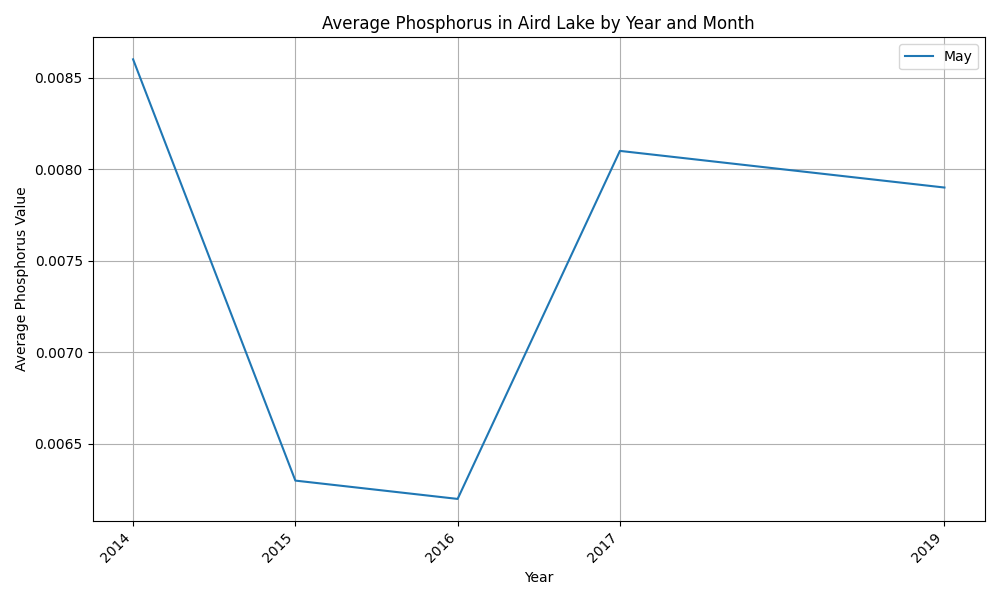 Average Phosphorus in Aird Lake by Year and Month
May
0.0085
0.0080
0.0075
0.0070
0.0065
Average Phosphorus Value
2014
2015
2016
2017
2019
Year